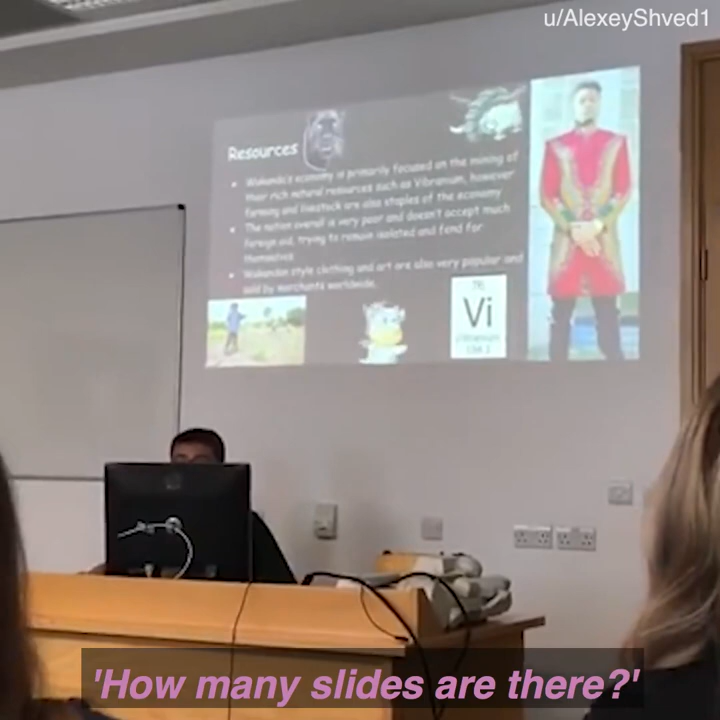 u/AlexeyShved1
Resources
• Wakanda's economy is primarily focused on the mining of
their rich natural resources such as Vibranium, however
farming and livestock are also staples of the economy
• The nation overall is very poor and doesn't accept much
foreign aid, trying to remain isolated and fend for
themselves
• Wakandan style clothing and art are also very popular and
sold by merchants worldwide.
Vi
'How many slides are there?'